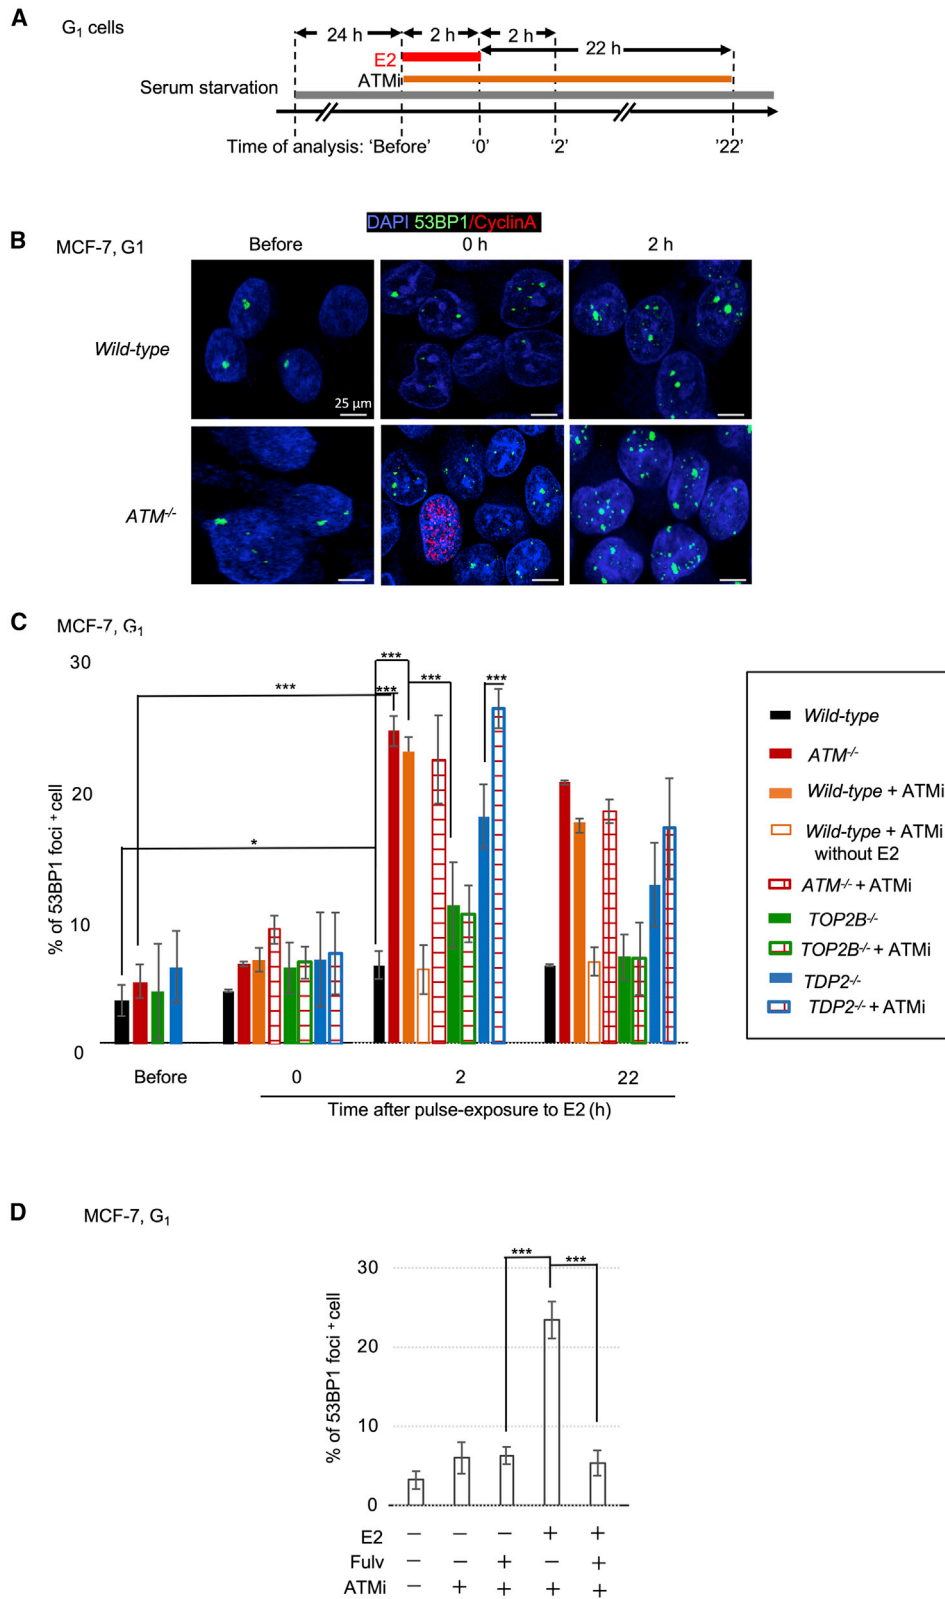 A
G1 cells
24 h 2 h 2 h
22 h
E2
ATMi
Serum starvation
Time of analysis: ‘Before’ ‘0’ ‘2’ ’22’
DAPI 53BP1/CyclinA
B MCF-7, G1 Before 0 h 2 h
Wild-type
25 μm
ATM-/-
C MCF-7, G1
% of 53BP1 foci + cell
30
20
10
0
***
***
***
***
***
*
Before 0 2 22
Time after pulse-exposure to E2 (h)
Wild-type
ATM-/-
Wild-type + ATMi
Wild-type + ATMi
without E2
ATM-/- + ATMi
TOP2B-/-
TOP2B-/- + ATMi
TDP2-/-
TDP2-/- + ATMi
D MCF-7, G1
% of 53BP1 foci + cell
30
20
10
0
*** ***
E2 – – – + +
Fulv – – + – +
ATMi – + + + +